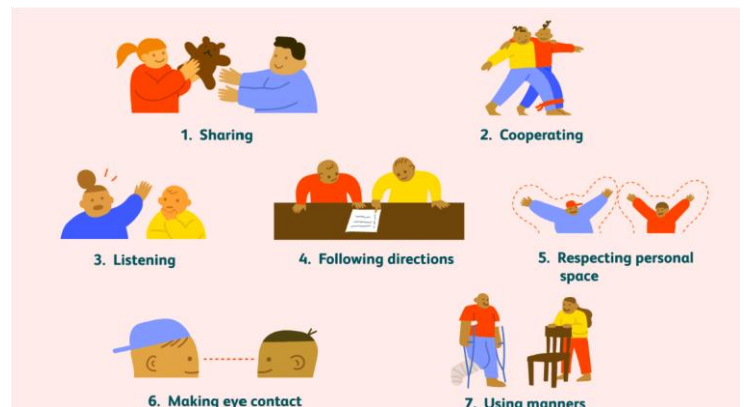 1. Sharing
2. Cooperating
3. Listening
4. Following directions
5. Respecting personal
space
6. Making eye contact
7. Using manners